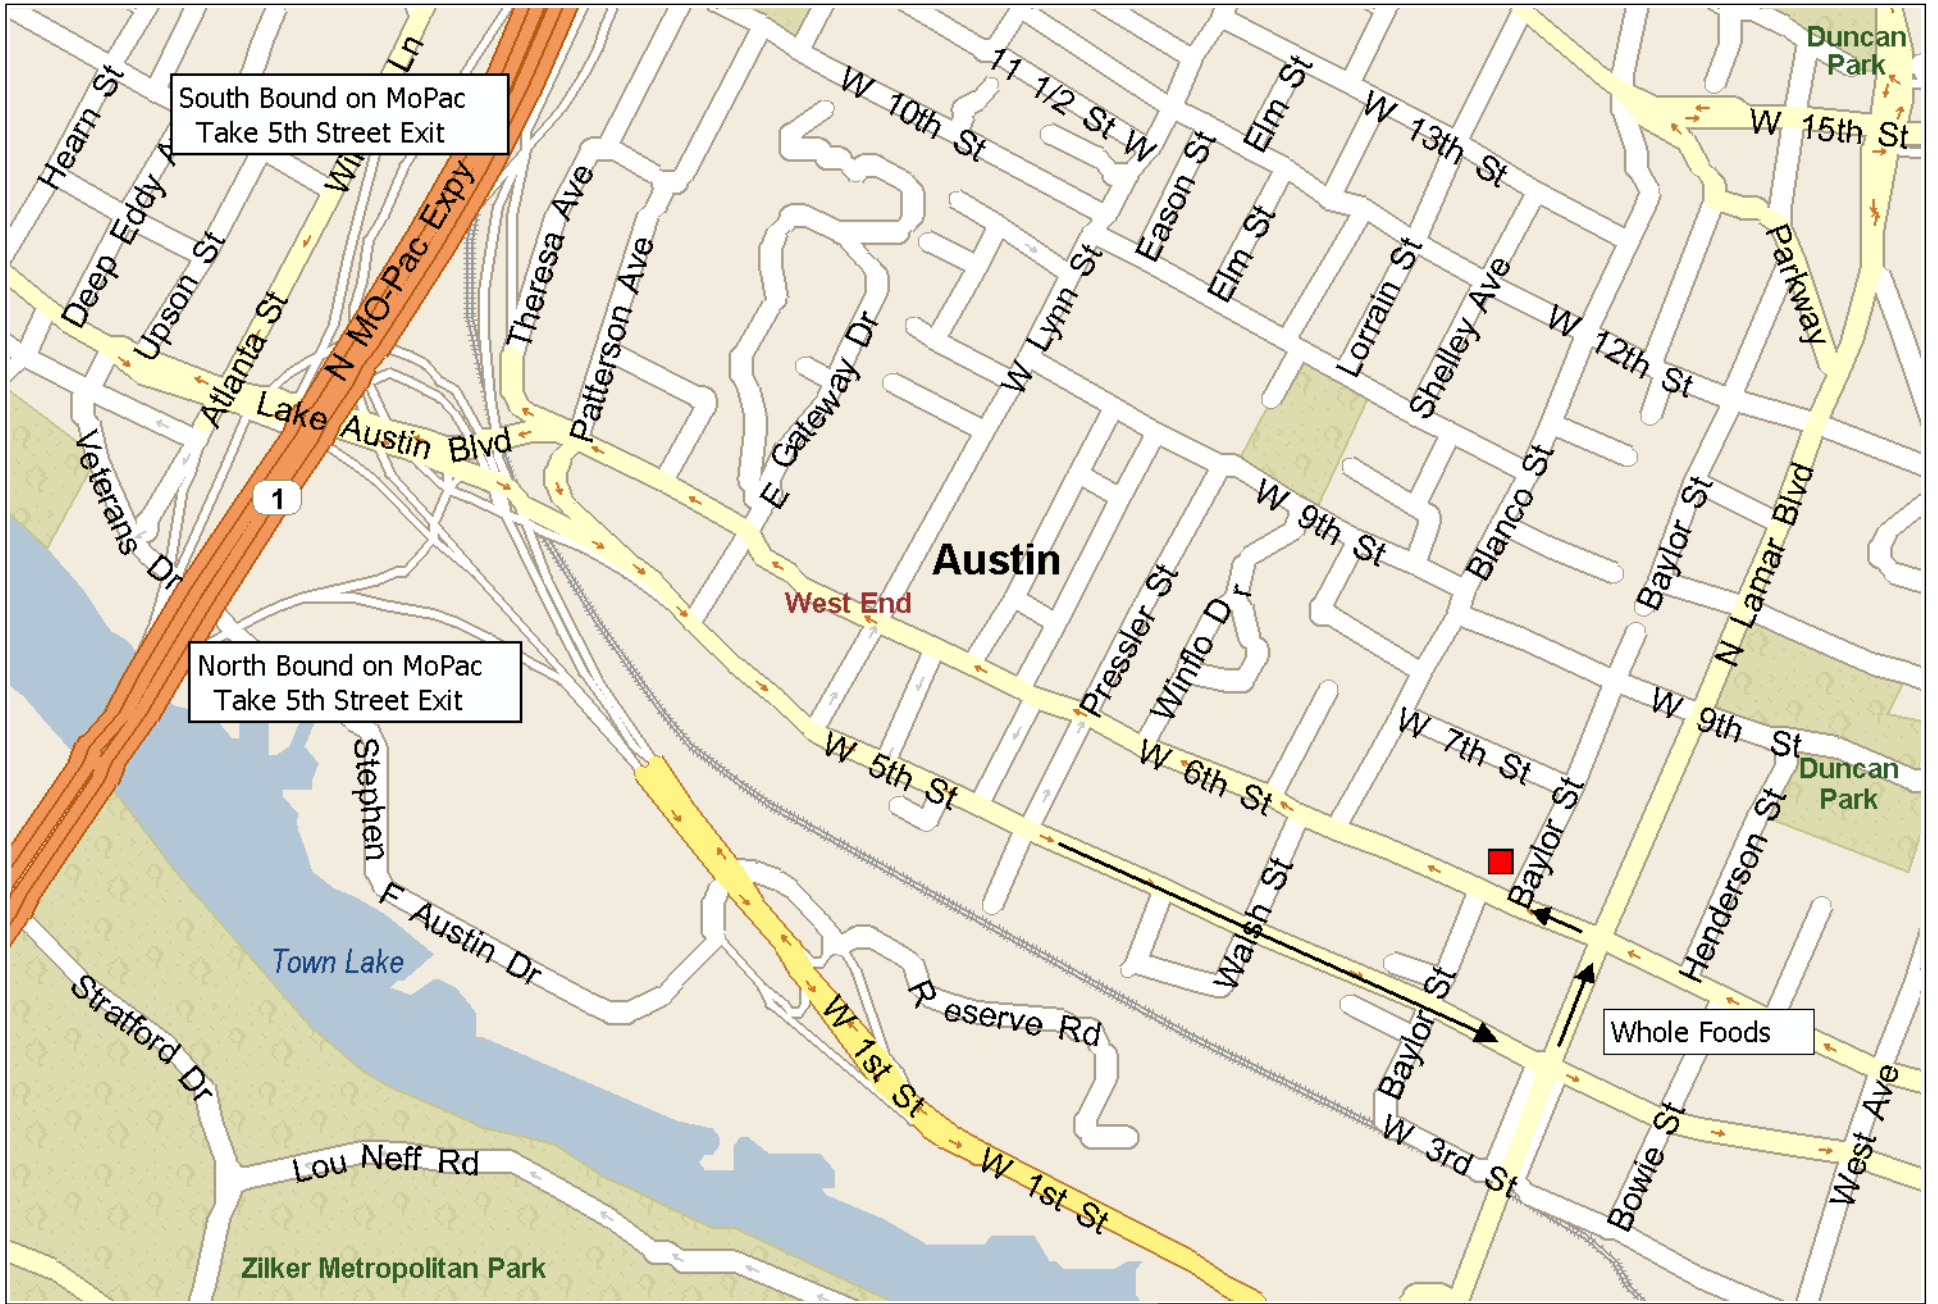 South Bound on MoPac
Take 5th Street Exit
Hearn St
Deep Eddy A
Upson St
Atlanta St
Wi
Ln
N MO-Pac Expy
Theresa Ave
Patterson Ave
W 10th St
11 1/2 St W
Elm St
W 13th St
Duncan
Park
W 15th St
Eason St
Elm St
Parkway
Lorrain St
Shelley Ave
W 12th St
W Lynn St
E Gateway Dr
Lake Austin Blvd
1
Veterans Dr
Austin
West End
W 9th St
Blanco St
Baylor St
N Lamar Blvd
Pressler St
Winflo Dr
North Bound on MoPac
Take 5th Street Exit
W 5th St
W 6th St
W 7th St
W 9th St
Duncan
Park
Baylor St
Henderson St
Walsh St
Baylor St
Whole Foods
Stephen
F Austin Dr
Town Lake
Stratford Dr
R eserve Rd
W 1st St
W 1st St
W 3rd St
Bowie St
West Ave
Lou Neff Rd
Zilker Metropolitan Park